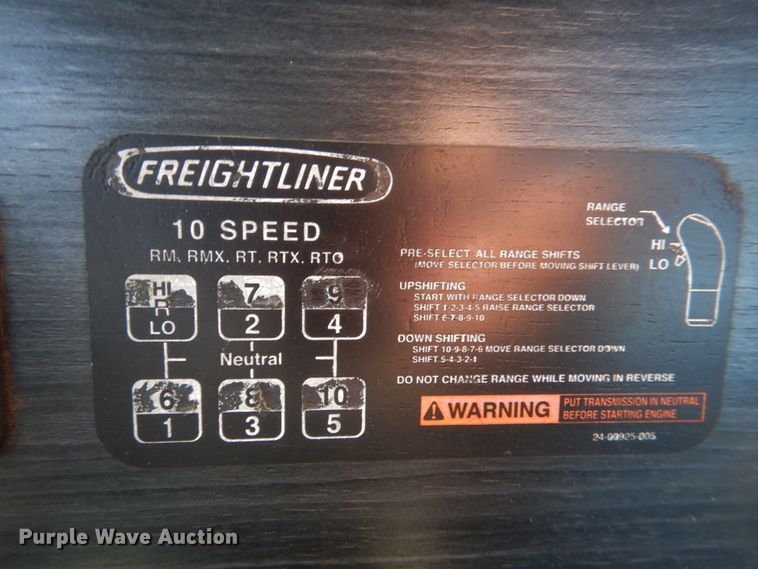 FREIGHTLINER
10 SPEED
RM, RMX, RT, RTX, RTO
HI 7 9
R
LO 2 4
Neutral
6 8 10
1 3 5
RANGE
SELECTOR
HI
LO
PRE-SELECT ALL RANGE SHIFTS
(MOVE SELECTOR BEFORE MOVING SHIFT LEVER)
UPSHIFTING
START WITH RANGE SELECTOR DOWN
SHIFT 1-2-3-4-5 RAISE RANGE SELECTOR
SHIFT 6-7-8-9-10
DOWN SHIFTING
SHIFT 10-9-8-7-6 MOVE RANGE SELECTOR DOWN
SHIFT 5-4-3-2-1
DO NOT CHANGE RANGE WHILE MOVING IN REVERSE
WARNING
PUT TRANSMISSION IN NEUTRAL
BEFORE STARTING ENGINE
24-00925-005
Purple Wave Auction